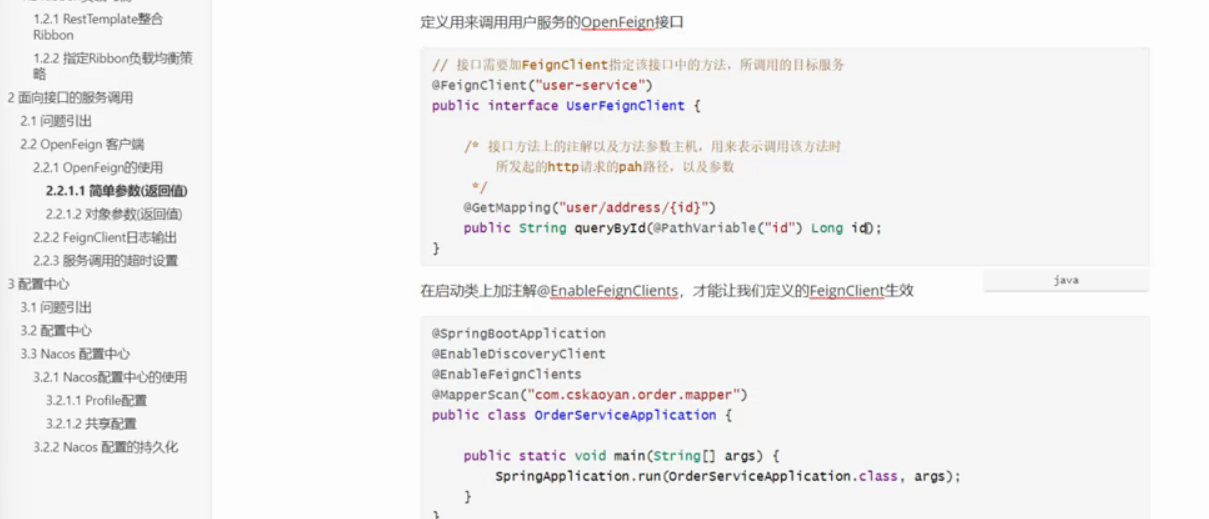 1.2.1 RestTemplate整合
Ribbon
1.2.2 指定Ribbon负载均衡策
略
2 面向接口的服务调用
2.1 问题引出
2.2 OpenFeign 客户端
2.2.1 OpenFeign的使用
2.2.1.1 简单参数(返回值)
2.2.1.2 对象参数(返回值)
2.2.2 FeignClient日志输出
2.2.3 服务调用的超时设置
3 配置中心
3.1 问题引出
3.2 配置中心
3.3 Nacos 配置中心
3.2.1 Nacos配置中心的使用
3.2.1.1 Profile配置
3.2.1.2 共享配置
3.2.2 Nacos 配置的持久化
定义用来调用用户服务的OpenFeign接口
// 接口需要加FeignClient指定该接口中的方法，所调用的目标服务
@FeignClient("user-service")
public interface UserFeignClient {
/* 接口方法上的注解以及方法参数主机，用来表示调用该方法时
所发起的http请求的pah路径，以及参数
*/
@GetMapping("user/address/{id}")
public String queryById(@PathVariable("id") Long id);
}
java
在启动类上加注解@EnableFeignClients，才能让我们定义的FeignClient生效
@SpringBootApplication
@EnableDiscoveryClient
@EnableFeignClients
@MapperScan("com.cskaoyan.order.mapper")
public class OrderServiceApplication {
public static void main(String[] args) {
SpringApplication.run(OrderServiceApplication.class, args);
}
}